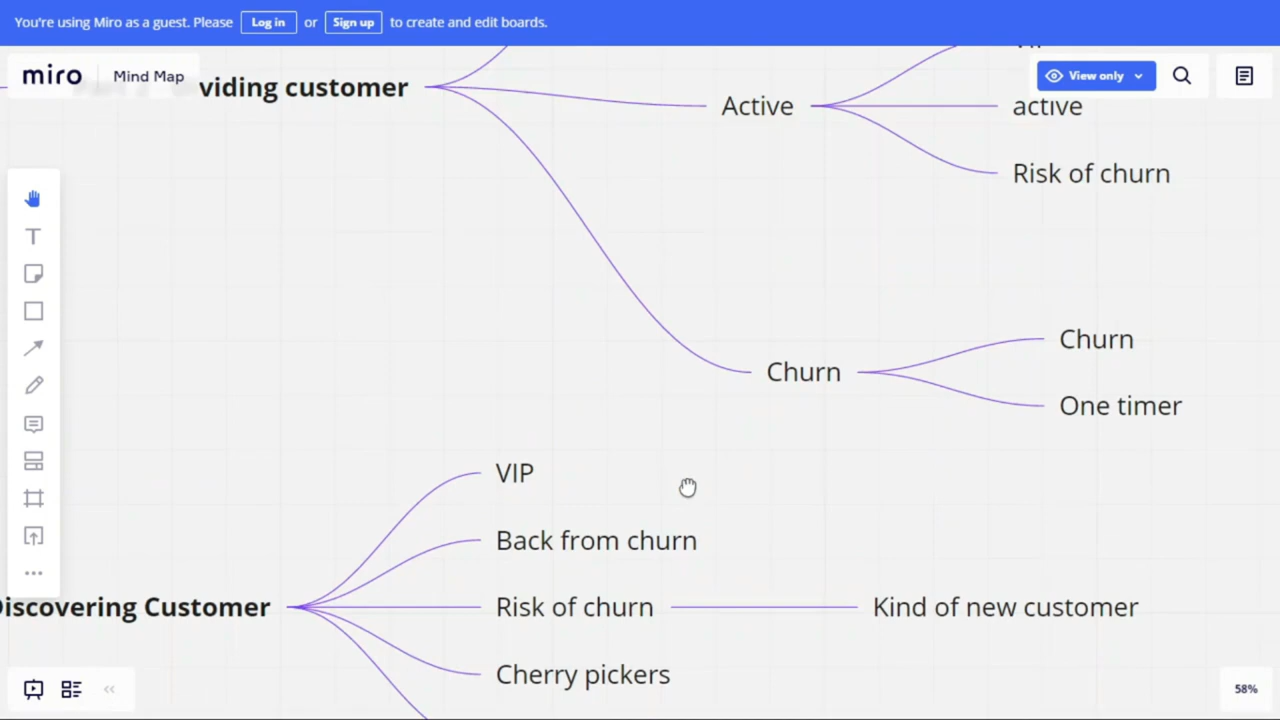 You're using Miro as a guest. Please Log in or Sign up to create and edit boards.
miro Mind Map
viding customer
View only
Active
active
Risk of churn
Churn
Churn
One timer
VIP
Back from churn
Discovering Customer
Risk of churn
Kind of new customer
Cherry pickers
58%